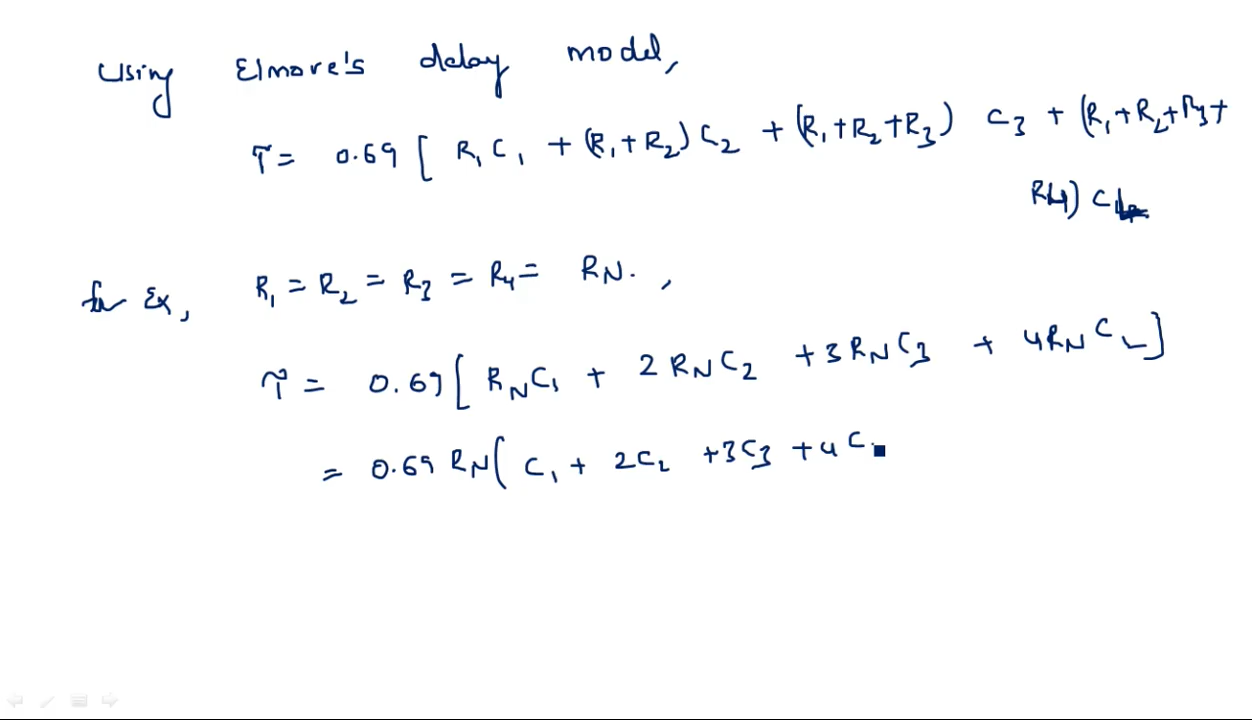 Using Elmore's delay model,
τ = 0.69 [ R₁C₁ + (R₁+R₂)C₂ + (R₁+R₂+R₃) C₃ + (R₁+R₂+R₃+
R4) C
for Ex, R₁ = R₂ = R₃ = R₄ = RN. ,
τ = 0.69 [ RNC₁ + 2 RNC₂ + 3 RNC₃ + 4RN CL ]
= 0.69 RN( C₁ + 2C₂ + 3C₃ + 4 C